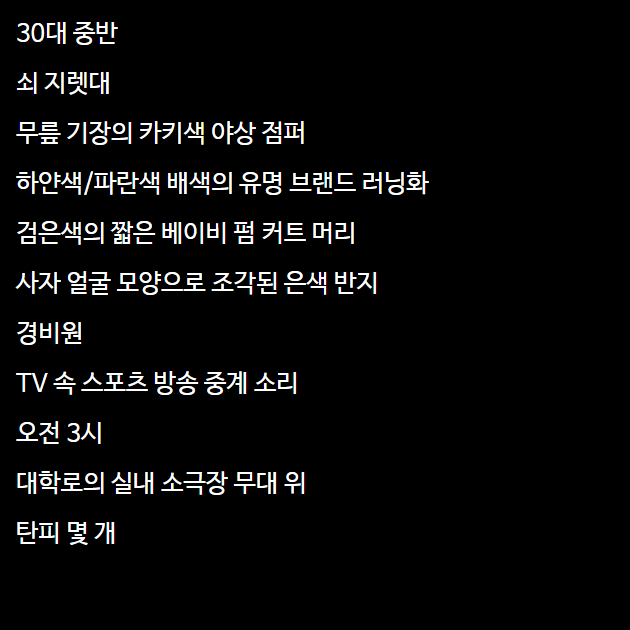 30대 중반
쇠 지렛대
무릎 기장의 카키색 야상 점퍼
하얀색/파란색 배색의 유명 브랜드 러닝화
검은색의 짧은 베이비 펌 커트 머리
사자 얼굴 모양으로 조각된 은색 반지
경비원
TV 속 스포츠 방송 중계 소리
오전 3시
대학로의 실내 소극장 무대 위
탄피 몇 개